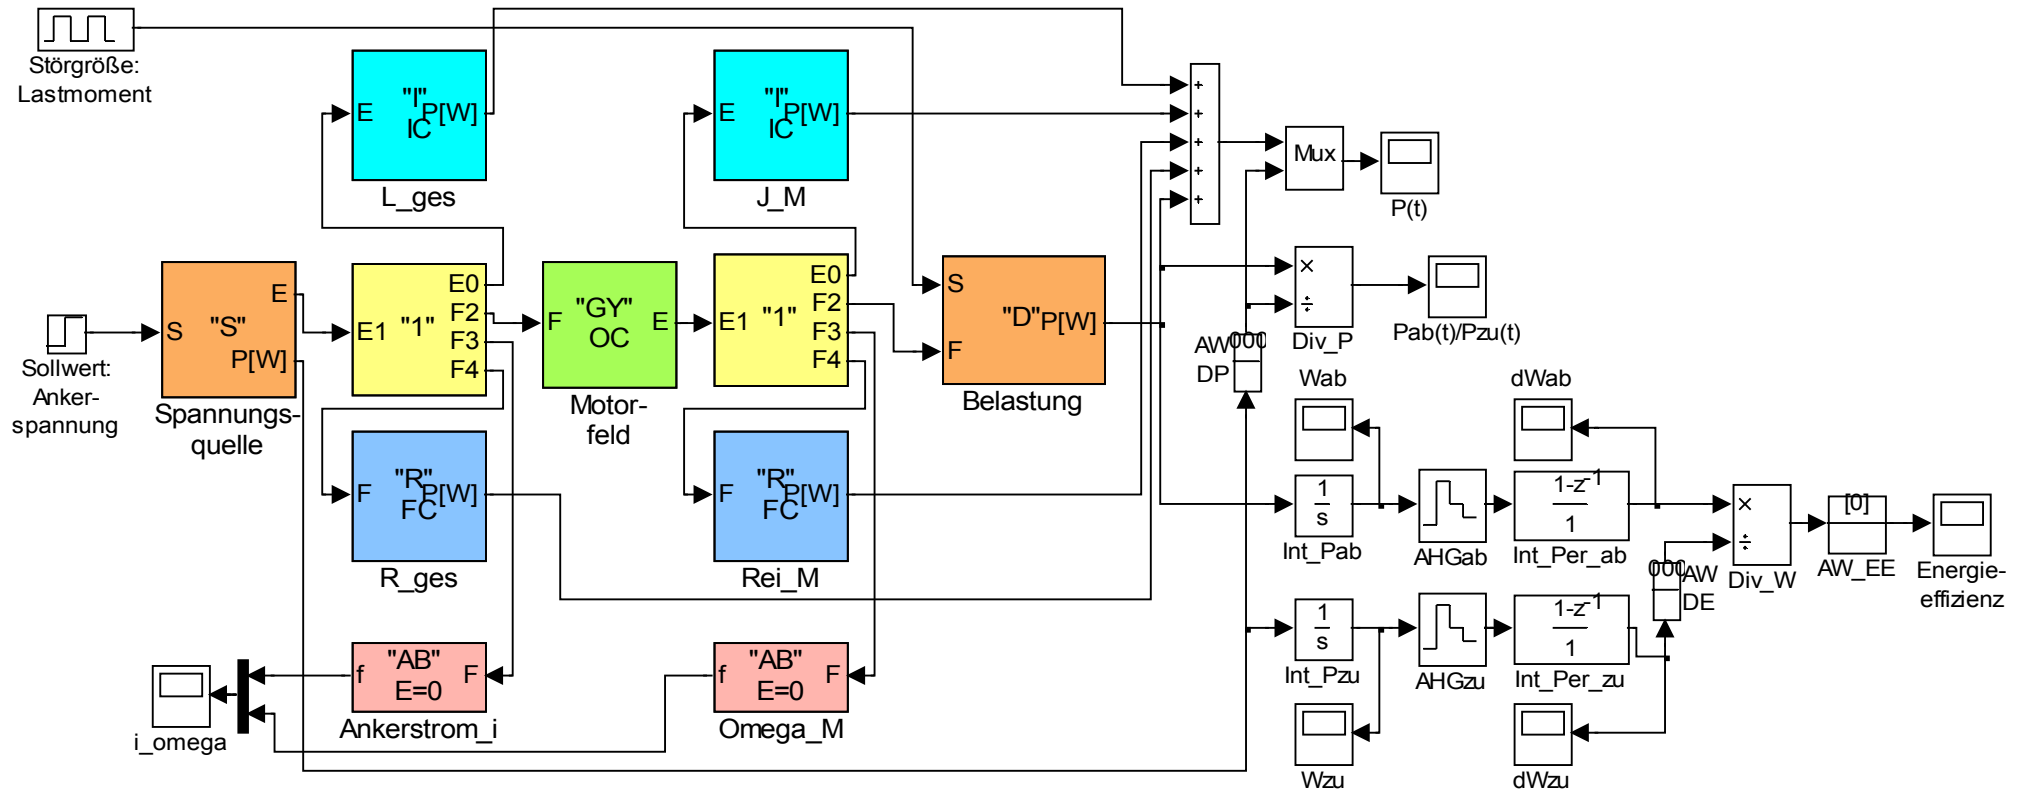 Störgröße:
Lastmoment
E
"I"
IC
P[W]
L_ges
E
"I"
IC
P[W]
J_M
+
+
+
+
+
Mux
P(t)
Sollwert:
Anker-
spannung
S
"S"
E
P[W]
Spannungs-
quelle
E1
"1"
E0
F2
F3
F4
F
"GY"
OC
E
Motor-
feld
E1
"1"
E0
F2
F3
F4
S
F
"D"
P[W]
Belastung
×
÷
Div_P
Pab(t)/Pzu(t)
AW
DP
000
Wab
dWab
F
"R"
FC
P[W]
R_ges
F
"R"
FC
P[W]
Rei_M
1
s
Int_Pab
AHGab
1-z-1
1
Int_Per_ab
×
÷
Div_W
[0]
AW_EE
Energie-
effizienz
000
AW
DE
1
s
Int_Pzu
AHGzu
1-z-1
1
Int_Per_zu
Wzu
dWzu
i_omega
f
"AB"
E=0
F
Ankerstrom_i
f
"AB"
E=0
F
Omega_M